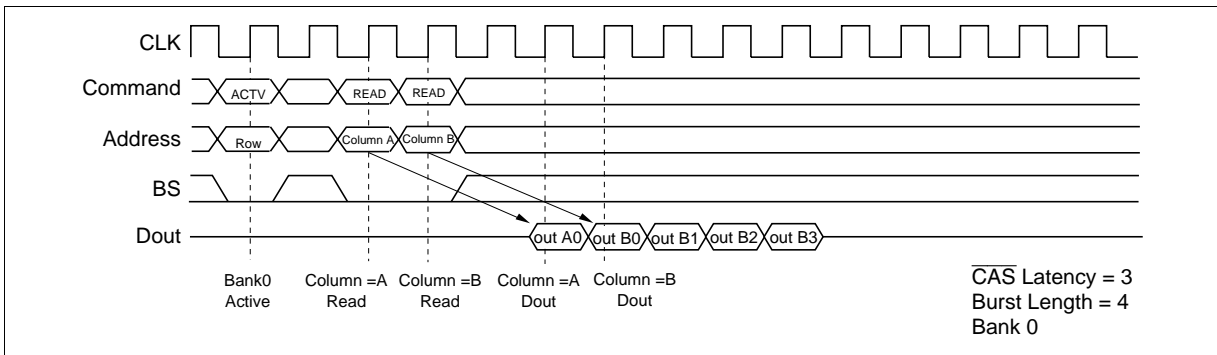 CLK
Command ACTV READ READ
Address Row Column A Column B
BS
Dout out A0 out B0 out B1 out B2 out B3
Bank0 Active
Column =A Read
Column =B Read
Column =A Dout
Column =B Dout
CAS Latency = 3
Burst Length = 4
Bank 0